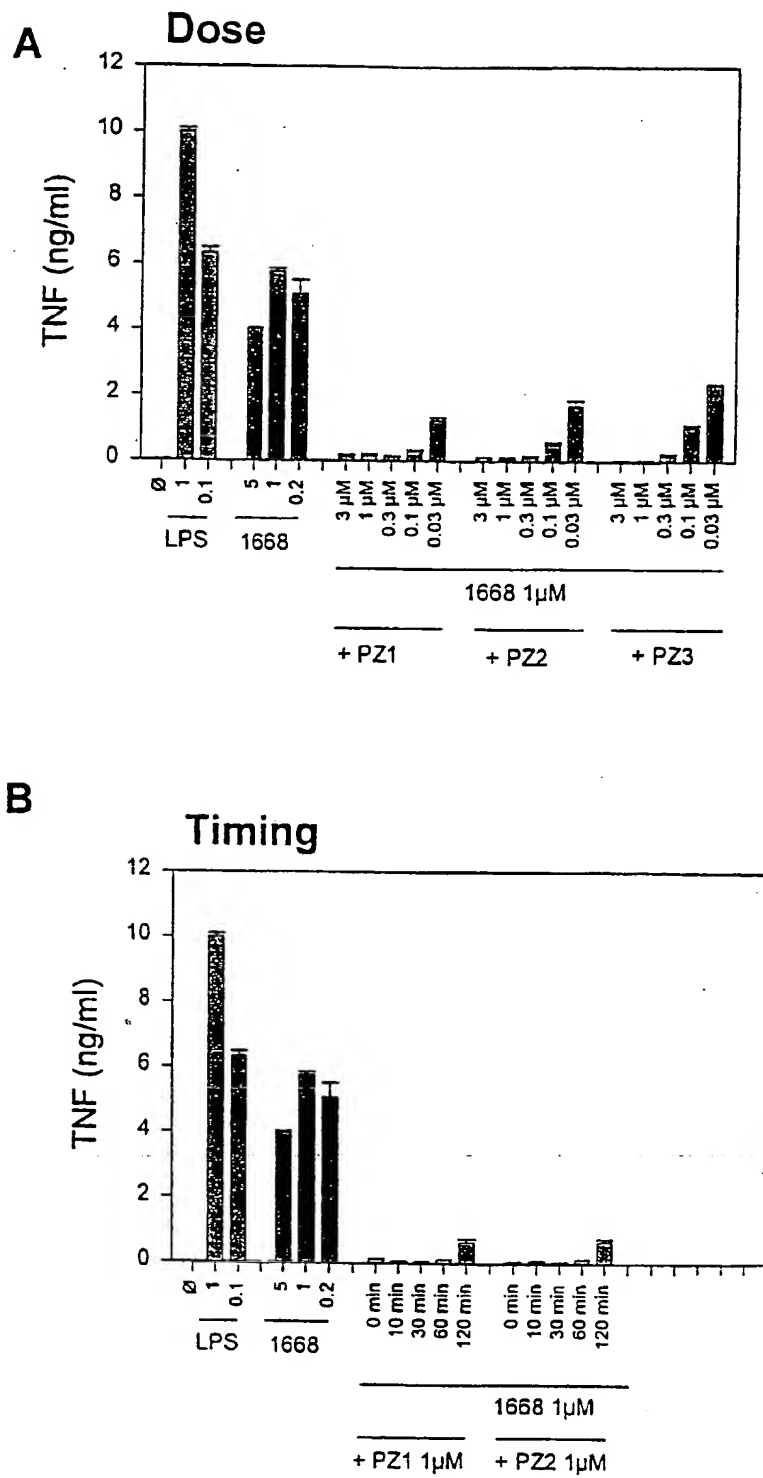 A
Dose
12
10
8
6
4
2
0
TNF (ng/ml)
Ø
1
0.1
5
1
0.2
3 µM
1 µM
0.3 µM
0.1 µM
0.03 µM
3 µM
1 µM
0.3 µM
0.1 µM
0.03 µM
3 µM
1 µM
0.3 µM
0.1 µM
0.03 µM
LPS
1668
1668 1µM
+ PZ1
+ PZ2
+ PZ3
B
Timing
12
10
8
6
4
2
0
TNF (ng/ml)
Ø
1
0.1
5
1
0.2
0 min
10 min
30 min
60 min
120 min
0 min
10 min
30 min
60 min
120 min
LPS
1668
1668 1µM
+ PZ1 1µM
+ PZ2 1µM